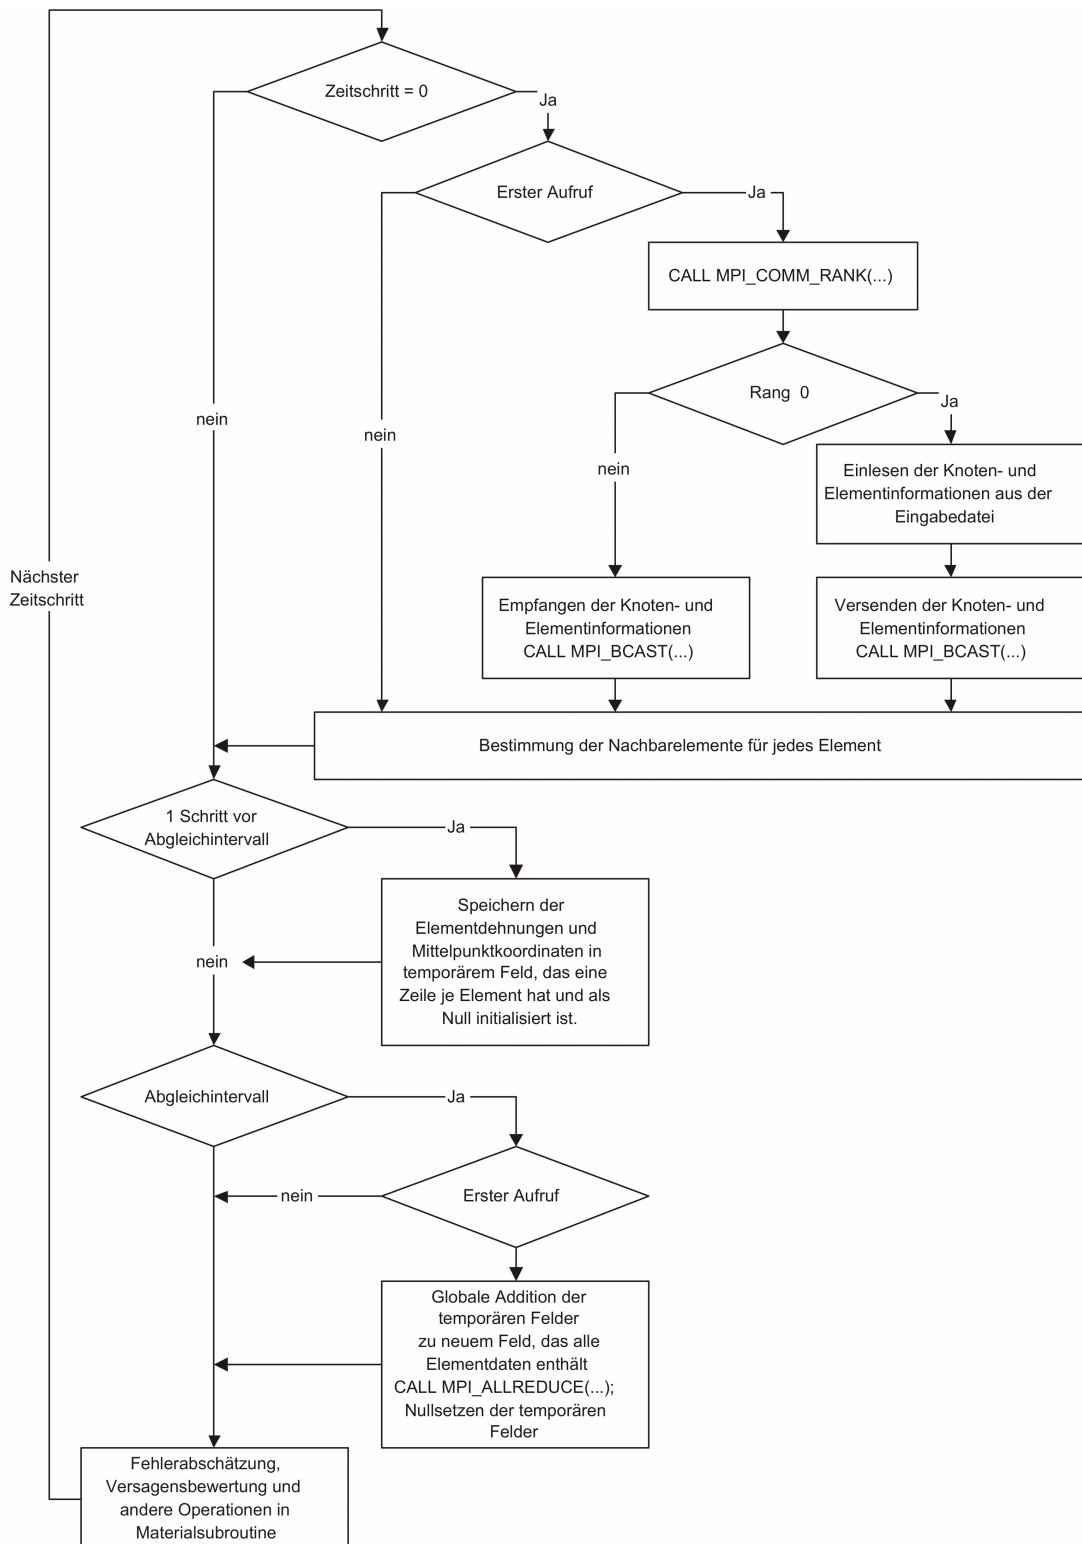 Zeitschritt = 0
Ja
Erster Aufruf
Ja
CALL MPI_COMM_RANK(...)
Rang  0
Ja
nein
nein
nein
Einlesen der Knoten- und
Elementinformationen aus der
Eingabedatei
Nächster
Zeitschritt
Empfangen der Knoten- und
Elementinformationen
CALL MPI_BCAST(...)
Versenden der Knoten- und
Elementinformationen
CALL MPI_BCAST(...)
Bestimmung der Nachbarelemente für jedes Element
1 Schritt vor
Abgleichintervall
Ja
Speichern der
Elementdehnungen und
Mittelpunktkoordinaten in
temporärem Feld, das eine
Zeile je Element hat und als
Null initialisiert ist.
nein
Abgleichintervall
Ja
Erster Aufruf
nein
Globale Addition der
temporären Felder
zu neuem Feld, das alle
Elementdaten enthält
CALL MPI_ALLREDUCE(...);
Nullsetzen der temporären
Felder
Fehlerabschätzung,
Versagensbewertung und
andere Operationen in
Materialsubroutine